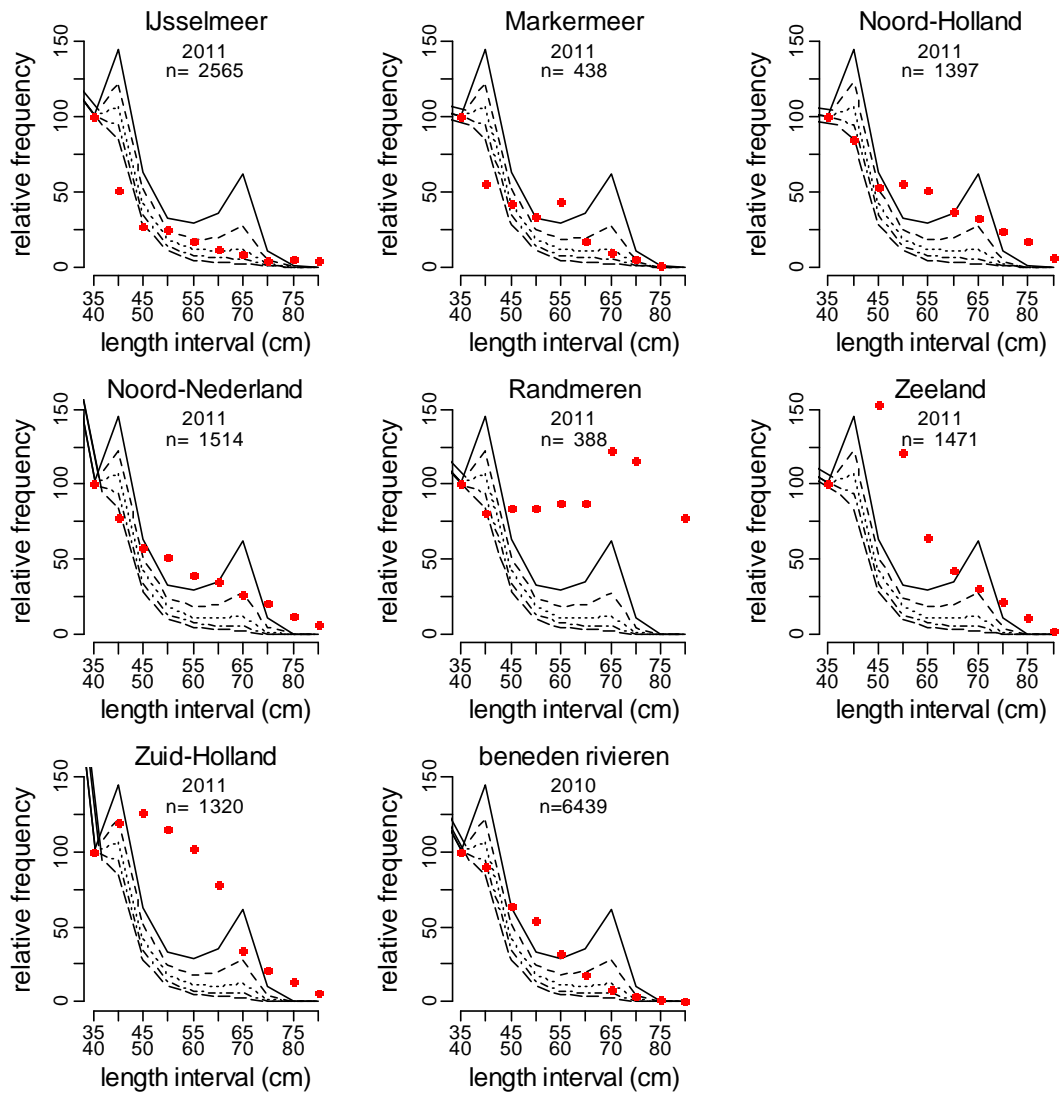 IJsselmeer
2011
n= 2565
relative frequency
0 50 100 150
35 45 55 65 75
40 50 60 70 80
length interval (cm)
Markermeer
2011
n= 438
relative frequency
0 50 100 150
35 45 55 65 75
40 50 60 70 80
length interval (cm)
Noord-Holland
2011
n= 1397
relative frequency
0 50 100 150
35 45 55 65 75
40 50 60 70 80
length interval (cm)
Noord-Nederland
2011
n= 1514
relative frequency
0 50 100 150
35 45 55 65 75
40 50 60 70 80
length interval (cm)
Randmeren
2011
n= 388
relative frequency
0 50 100 150
35 45 55 65 75
40 50 60 70 80
length interval (cm)
Zeeland
2011
n= 1471
relative frequency
0 50 100 150
35 45 55 65 75
40 50 60 70 80
length interval (cm)
Zuid-Holland
2011
n= 1320
relative frequency
0 50 100 150
35 45 55 65 75
40 50 60 70 80
length interval (cm)
beneden rivieren
2010
n=6439
relative frequency
0 50 100 150
35 45 55 65 75
40 50 60 70 80
length interval (cm)